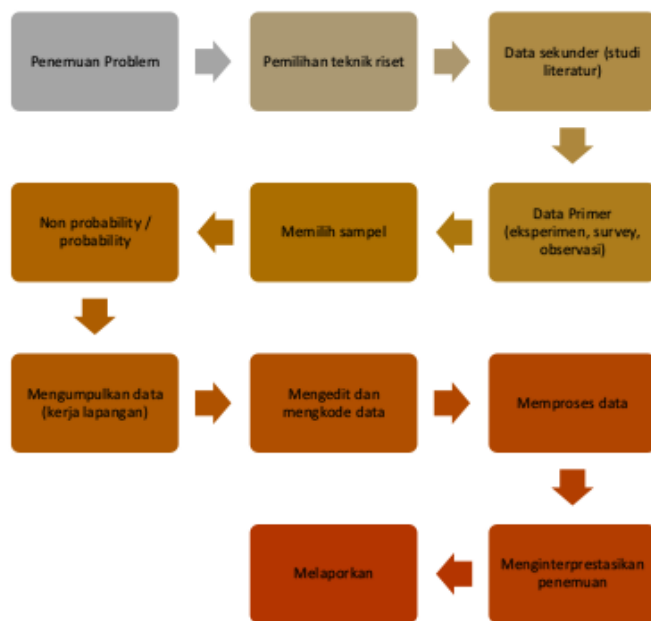 Penemuan Problem
Pemilihan teknik riset
Data sekunder (studi
literatur)
Data Primer
(eksperimen, survey,
observasi)
Memilih sampel
Non probability /
probability
Mengumpulkan data
(kerja lapangan)
Mengedit dan
mengkode data
Memproses data
Menginterprestasikan
penemuan
Melaporkan